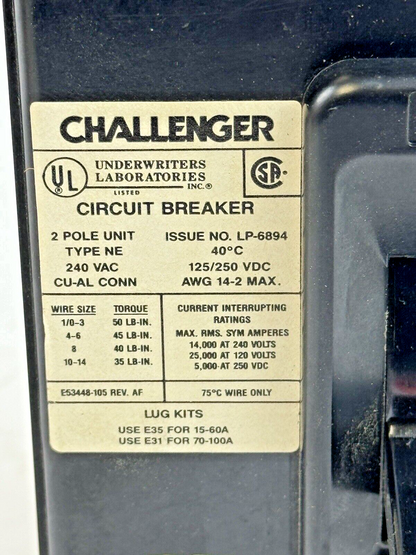 CHALLENGER
UL
UNDERWRITERS
LABORATORIES
INC.®
LISTED
SA
CIRCUIT BREAKER
2 POLE UNIT ISSUE NO. LP-6894
TYPE NE 40°C
240 VAC 125/250 VDC
CU-AL CONN AWG 14-2 MAX.
WIRE SIZE TORQUE
1/0-3 50 LB-IN.
4-6 45 LB-IN.
8 40 LB-IN.
10-14 35 LB-IN.
CURRENT INTERRUPTING
RATINGS
MAX. RMS. SYM AMPERES
14,000 AT 240 VOLTS
25,000 AT 120 VOLTS
5,000 AT 250 VDC
E53448-105 REV. AF 75°C WIRE ONLY
LUG KITS
USE E35 FOR 15-60A
USE E31 FOR 70-100A